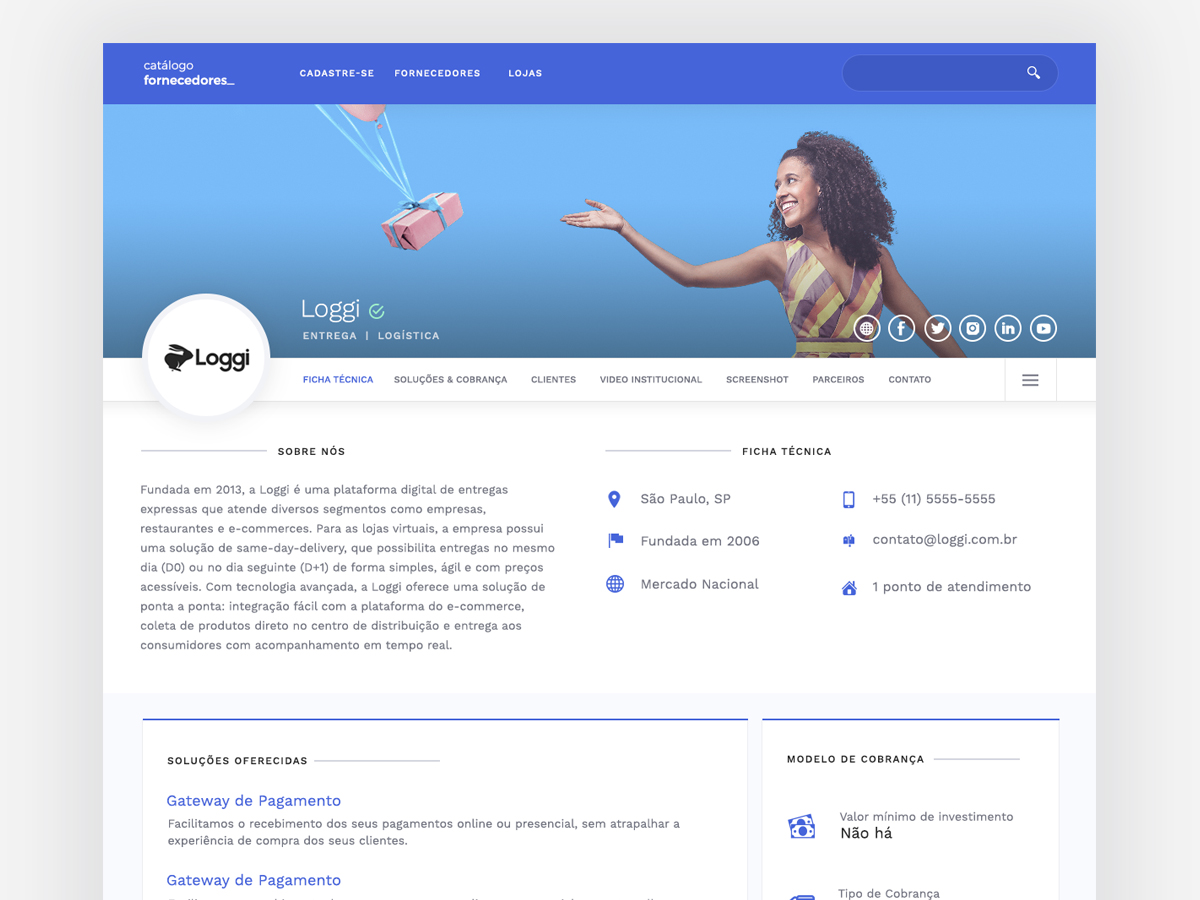 catálogo
fornecedores_
CADASTRE-SE FORNECEDORES LOJAS
Loggi
ENTREGA | LOGÍSTICA
Loggi
FICHA TÉCNICA SOLUÇÕES & COBRANÇA CLIENTES VIDEO INSTITUCIONAL SCREENSHOT PARCEIROS CONTATO
SOBRE NÓS
Fundada em 2013, a Loggi é uma plataforma digital de entregas
expressas que atende diversos segmentos como empresas,
restaurantes e e-commerces. Para as lojas virtuais, a empresa possui
uma solução de same-day-delivery, que possibilita entregas no mesmo
dia (D0) ou no dia seguinte (D+1) de forma simples, ágil e com preços
acessíveis. Com tecnologia avançada, a Loggi oferece uma solução de
ponta a ponta: integração fácil com a plataforma do e-commerce,
coleta de produtos direto no centro de distribuição e entrega aos
consumidores com acompanhamento em tempo real.
FICHA TÉCNICA
São Paulo, SP
Fundada em 2006
Mercado Nacional
+55 (11) 5555-5555
contato@loggi.com.br
1 ponto de atendimento
SOLUÇÕES OFERECIDAS
Gateway de Pagamento
Facilitamos o recebimento dos seus pagamentos online ou presencial, sem atrapalhar a
experiência de compra dos seus clientes.
Gateway de Pagamento
MODELO DE COBRANÇA
Valor mínimo de investimento
Não há
Tipo de Cobrança